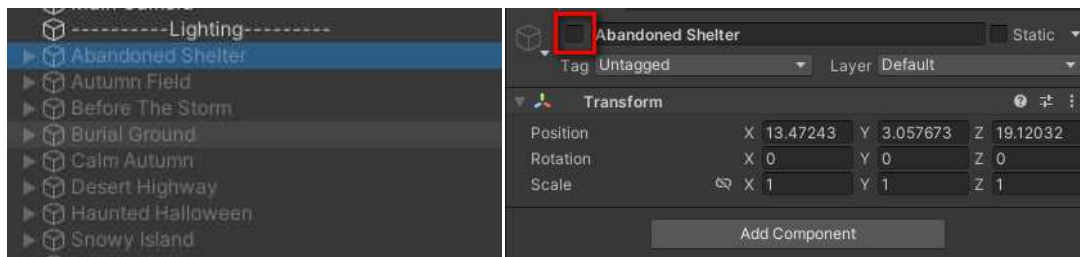 Main Camera
----------Lighting---------
Abandoned Shelter
Autumn Field
Before The Storm
Burial Ground
Calm Autumn
Desert Highway
Haunted Halloween
Snowy Island
Abandoned Shelter Static
Tag Untagged Layer Default
Transform
Position X 13.47243 Y 3.057673 Z 19.12032
Rotation X 0 Y 0 Z 0
Scale X 1 Y 1 Z 1
Add Component